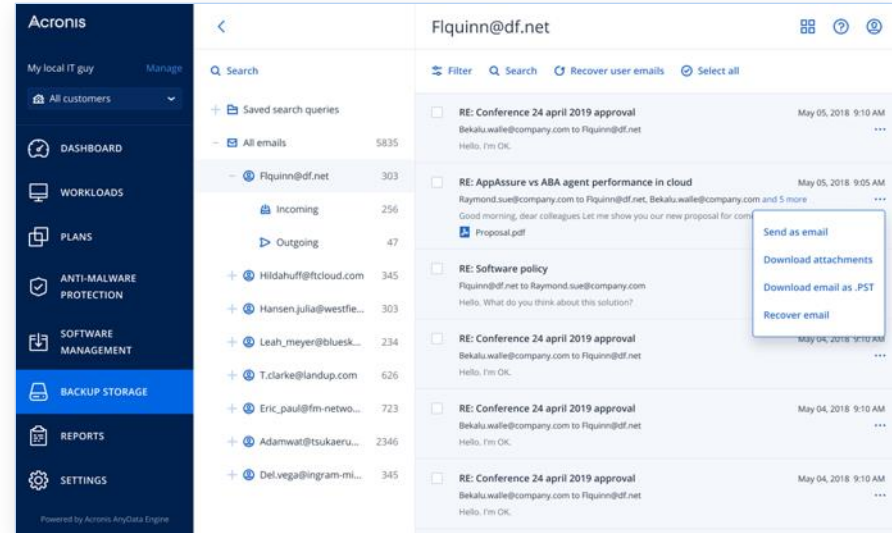 Acronis
My local IT guy Manage
All customers
DASHBOARD
WORKLOADS
PLANS
ANTI-MALWARE
PROTECTION
SOFTWARE
MANAGEMENT
BACKUP STORAGE
REPORTS
SETTINGS
Powered by Acronis AnyData Engine
Search
Saved search queries
All emails 5835
Flquinn@df.net 303
Incoming 256
Outgoing 47
Hildahuff@ftcloud.com 345
Hansen.julia@westfie... 303
Leah_meyer@bluesk... 234
T.clarke@landup.com 626
Eric_paul@fm-netwo... 723
Adamwat@tsukaeru... 2346
Del.vega@ingram-mi... 345
Flquinn@df.net
Filter Search Recover user emails Select all
RE: Conference 24 april 2019 approval May 05, 2018 9:10 AM
Bekalu.walle@company.com to Flquinn@df.net
Hello. I'm OK.
RE: AppAssure vs ABA agent performance in cloud May 05, 2018 9:05 AM
Raymond.sue@company.com to Flquinn@df.net, Bekalu.walle@company.com and 5 more
Good morning, dear colleagues Let me show you our new proposal for
Proposal.pdf
Send as email
Download attachments
Download email as .PST
Recover email
RE: Software policy
Flquinn@df.net to Raymond.sue@company.com
Hello, What do you think about this solution?
RE: Conference 24 april 2019 approval May 04, 2018 9:10 AM
Bekalu.walle@company.com to Flquinn@df.net
Hello. I'm OK.
RE: Conference 24 april 2019 approval May 04, 2018 9:10 AM
Bekalu.walle@company.com to Flquinn@df.net
Hello. I'm OK.
RE: Conference 24 april 2019 approval May 04, 2018 9:10 AM
Bekalu.walle@company.com to Flquinn@df.net
Hello. I'm OK.